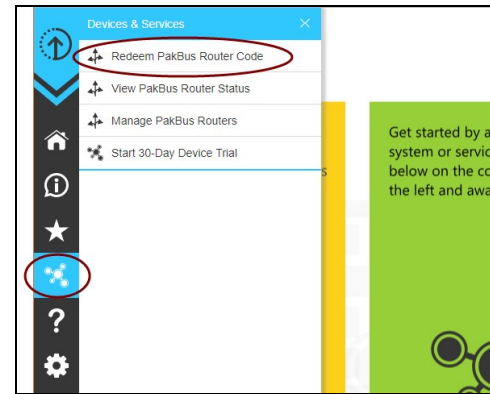 Devices & Services
Redeem PakBus Router Code
View PakBus Router Status
Manage PakBus Routers
Start 30-Day Device Trial
s
Get started by a
system or servic
below on the co
the left and awa